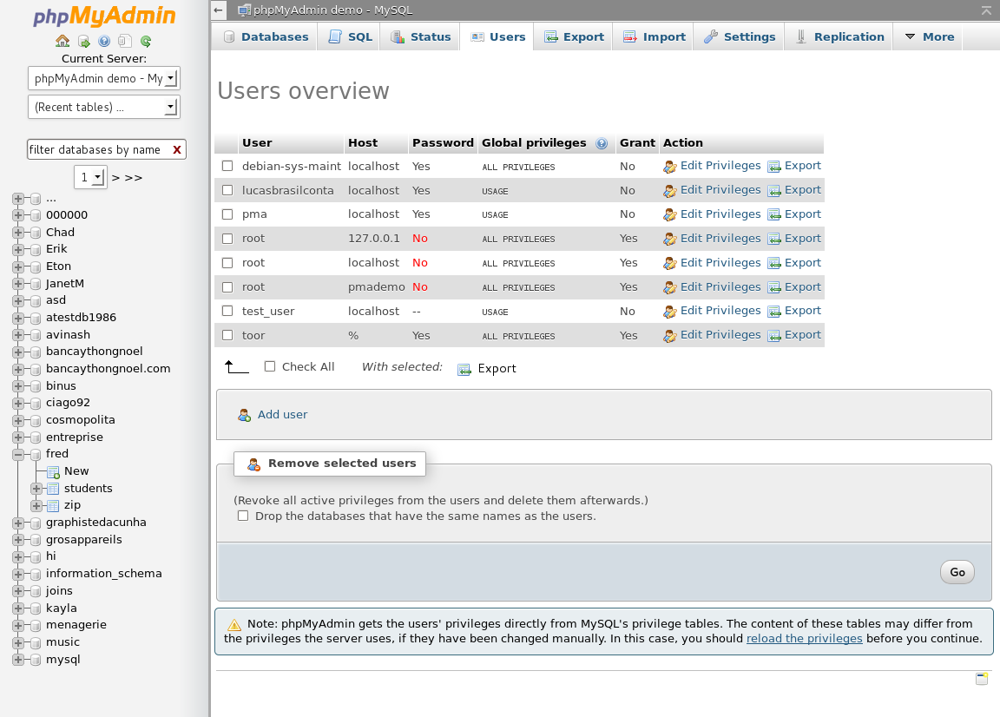 phpMyAdmin
Current Server:
phpMyAdmin demo - My
(Recent tables) ...
filter databases by name X
1 > >>
...
000000
Chad
Erik
Eton
JanetM
asd
atestdb1986
avinash
bancaythongnoel
bancaythongnoel.com
binus
ciago92
cosmopolita
entreprise
fred
New
students
zip
graphistedacunha
grosappareils
hi
information_schema
joins
kayla
menagerie
music
mysql
phpMyAdmin demo - MySQL
Databases SQL Status Users Export Import Settings Replication More
Users overview
User Host Password Global privileges Grant Action
debian-sys-maint localhost Yes ALL PRIVILEGES No Edit Privileges Export
lucasbrasilconta localhost Yes USAGE No Edit Privileges Export
pma localhost Yes USAGE No Edit Privileges Export
root 127.0.0.1 No ALL PRIVILEGES Yes Edit Privileges Export
root localhost No ALL PRIVILEGES Yes Edit Privileges Export
root pmademo No ALL PRIVILEGES Yes Edit Privileges Export
test_user localhost -- USAGE No Edit Privileges Export
toor % Yes ALL PRIVILEGES Yes Edit Privileges Export
Check All With selected: Export
Add user
Remove selected users
(Revoke all active privileges from the users and delete them afterwards.)
Drop the databases that have the same names as the users.
Go
Note: phpMyAdmin gets the users' privileges directly from MySQL's privilege tables. The content of these tables may differ from
the privileges the server uses, if they have been changed manually. In this case, you should reload the privileges before you continue.